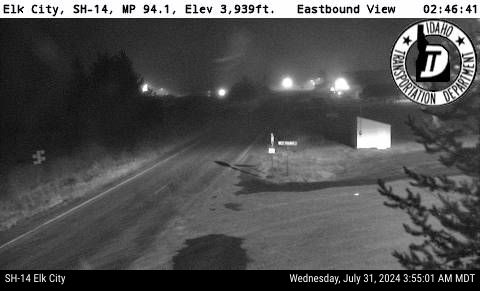 Elk City, SH-14, MP 94.1, Elev 3,939ft. Eastbound View 02:46:41
IDAHO
TRANSPORTATION DEPARTMENT
SH-14 Elk City Wednesday, July 31, 2024 3:55:01 AM MDT